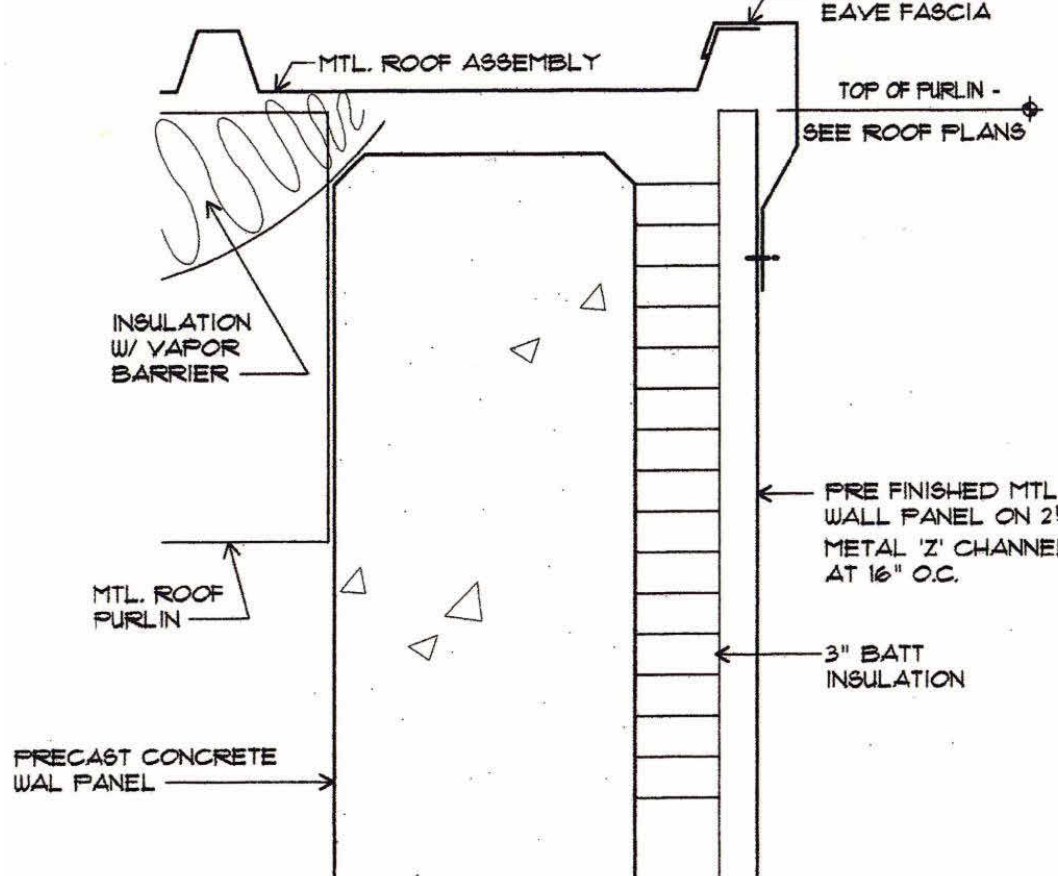 EAVE FASCIA
MTL. ROOF ASSEMBLY
TOP OF PURLIN -
SEE ROOF PLANS
INSULATION
W/ VAPOR
BARRIER
PRE FINISHED MTL
WALL PANEL ON
METAL 'Z' CHANNE
AT 16" O.C.
MTL. ROOF
PURLIN
3" BATT
INSULATION
PRECAST CONCRETE
WAL PANEL